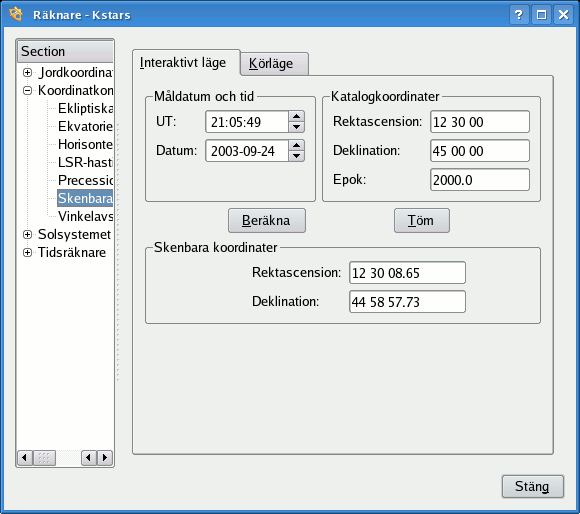 Räknare - Kstars
Section
Jordkoordinat
Koordinatkon
Ekliptiska
Ekvatorie
Horisonte
LSR-hasti
Precessio
Skenbara
Vinkelavs
Solsystemet
Tidsräknare
Interaktivt läge
Körläge
Måldatum och tid
UT: 21:05:49
Datum: 2003-09-24
Katalogkoordinater
Rektascension: 12 30 00
Deklination: 45 00 00
Epok: 2000.0
Beräkna
Töm
Skenbara koordinater
Rektascension: 12 30 08.65
Deklination: 44 58 57.73
Stäng